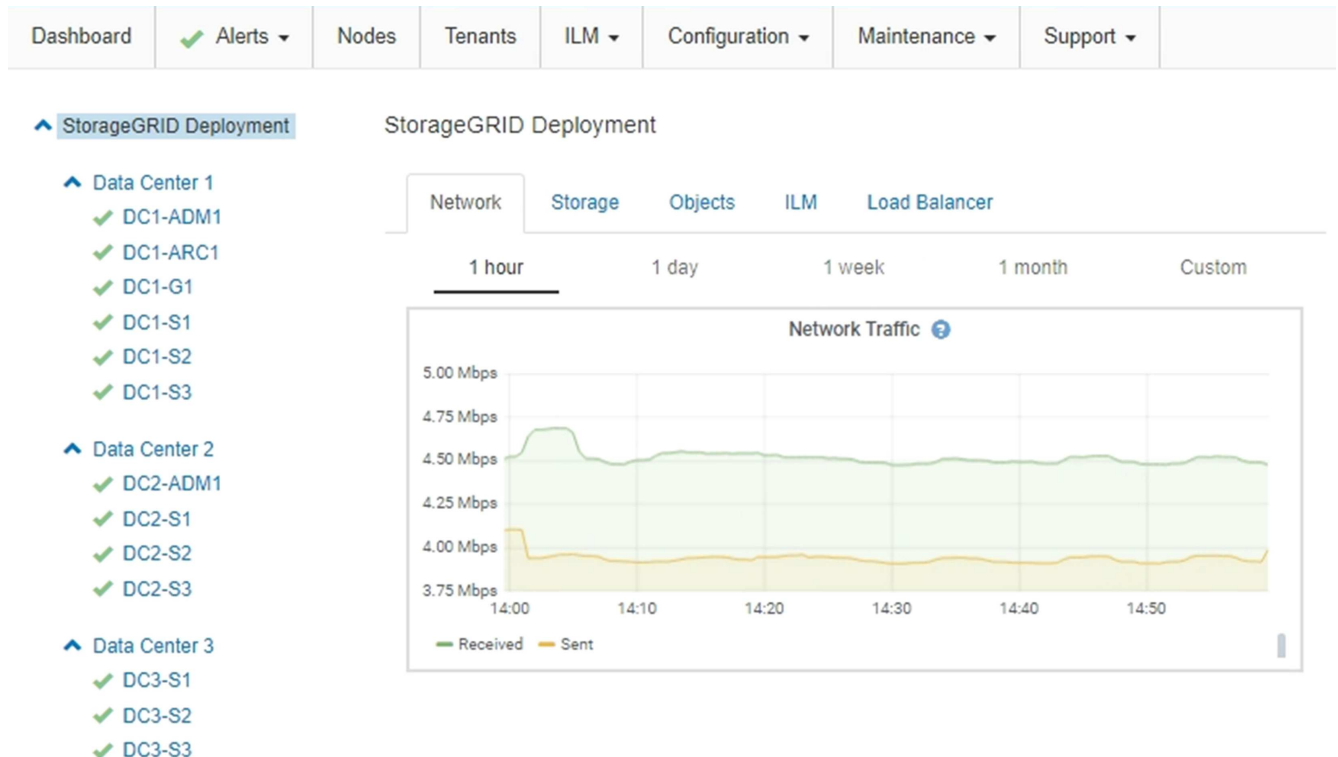 Dashboard Alerts Nodes Tenants ILM Configuration Maintenance Support
StorageGRID Deployment
Data Center 1
DC1-ADM1
DC1-ARC1
DC1-G1
DC1-S1
DC1-S2
DC1-S3
Data Center 2
DC2-ADM1
DC2-S1
DC2-S2
DC2-S3
Data Center 3
DC3-S1
DC3-S2
DC3-S3
StorageGRID Deployment
Network Storage Objects ILM Load Balancer
1 hour 1 day 1 week 1 month Custom
Network Traffic ?
5.00 Mbps
4.75 Mbps
4.50 Mbps
4.25 Mbps
4.00 Mbps
3.75 Mbps
14:00 14:10 14:20 14:30 14:40 14:50
Received Sent